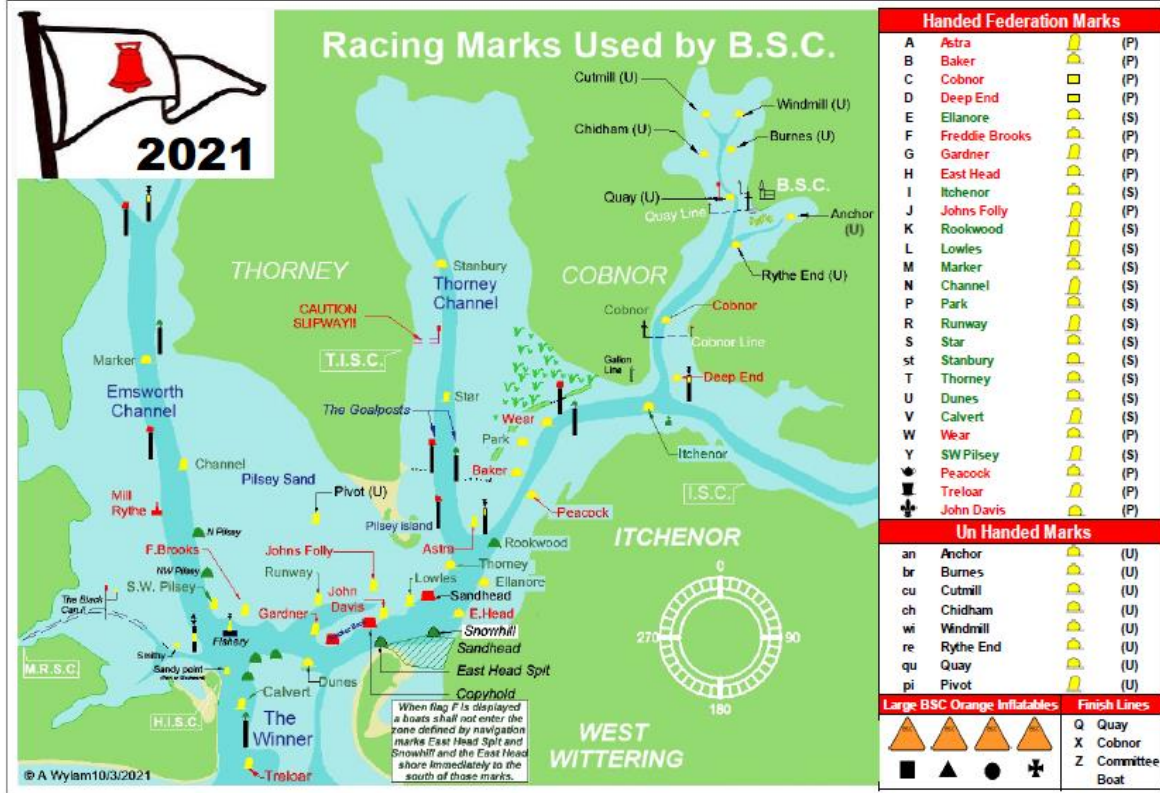 2021
Racing Marks Used by B.S.C.
Cutmill (U)
Windmill (U)
Chidham (U)
Burnes (U)
B.S.C.
Quay (U)
Quay Line
Anchor
(U)
Rythe End (U)
THORNEY
COBNOR
Stanbury
Thorney
Channel
CAUTION
SLIPWAY!!
T.I.S.C.
Cobnor
Cobnor
Cobnor Line
Gallon
Line
Deep End
Marker
Emsworth
Channel
Star
The Goalposts
Wear
Park
Baker
Itchenor
I.S.C.
Channel
Pilsey Sand
Mill
Rythe
Pivot (U)
Pilsey Island
Peacock
ITCHENOR
N Pilsey
F.Brooks
Johns Folly
Astra
Rookwood
NW Pilsey
S.W. Pilsey
Runway
John
Davis
Lowles
Thorney
Ellanore
Sandhead
The Black
Gardner
E.Head
Fishery
Snowhill
Smithy
Sandhead
M.R.S.C.
Sandy point
East Head Spit
Dunes
Copyhold
H.I.S.C.
Calvert
The
Winner
Treloar
When flag F is displayed
a boats shall not enter the
zone defined by navigation
marks East Head Spit and
Snowhill and the East Head
shore immediately to the
south of those marks.
WEST
WITTERING
0
90
180
270
© A Wylam10/3/2021
Handed Federation Marks
A Astra (P)
B Baker (P)
C Cobnor (P)
D Deep End (P)
E Ellanore (S)
F Freddie Brooks (P)
G Gardner (P)
H East Head (P)
I Itchenor (S)
J Johns Folly (P)
K Rookwood (S)
L Lowles (S)
M Marker (S)
N Channel (S)
P Park (S)
R Runway (S)
S Star (S)
st Stanbury (S)
T Thorney (S)
U Dunes (S)
V Calvert (S)
W Wear (P)
Y SW Pilsey (S)
Peacock (P)
Treloar (P)
John Davis (P)
Un Handed Marks
an Anchor (U)
br Burnes (U)
cu Cutmill (U)
ch Chidham (U)
wi Windmill (U)
re Rythe End (U)
qu Quay (U)
pi Pivot (U)
Large BSC Orange Inflatables
Finish Lines
Q Quay
X Cobnor
Z Committee
Boat